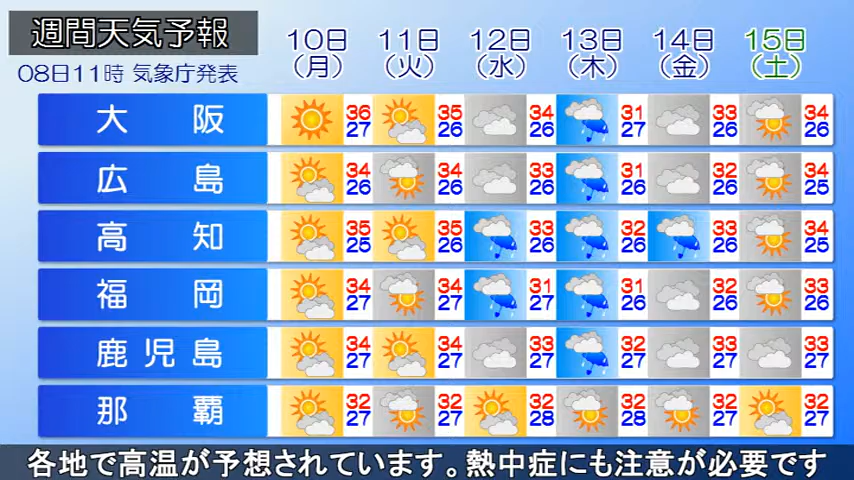 週間天気予報
08日11時 気象庁発表
10日(月) 11日(火) 12日(水) 13日(木) 14日(金) 15日(土)
大阪 36 27 35 26 34 26 31 27 33 26 34 26
広島 34 26 34 26 33 26 31 26 32 26 34 25
高知 35 25 35 26 33 26 32 26 33 26 34 25
福岡 34 27 34 27 31 27 31 26 32 26 33 26
鹿児島 34 27 34 27 33 27 32 27 33 27 33 27
那覇 32 27 32 27 32 28 32 28 32 27 32 27
各地で高温が予想されています。熱中症にも注意が必要です